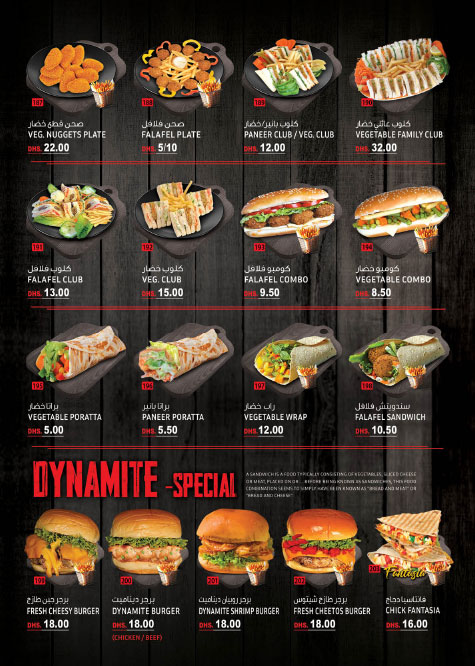 187
188
189
190
صحن قطع خضار
VEG. NUGGETS PLATE
DHS. 22.00
صحن فلافل
FALAFEL PLATE
DHS. 5/10
كلوب بانير/خضار
PANEER CLUB / VEG. CLUB
DHS. 12.00
كلوب عائلي خضار
VEGETABLE FAMILY CLUB
DHS. 32.00
191
192
193
194
كلوب فلافل
FALAFEL CLUB
DHS. 13.00
كلوب خضار
VEG. CLUB
DHS. 15.00
كومبو فلافل
FALAFEL COMBO
DHS. 9.50
كومبو خضار
VEGETABLE COMBO
DHS. 8.50
195
196
197
198
براتا خضار
VEGETABLE PORATTA
DHS. 5.00
براتا بانير
PANEER PORATTA
DHS. 5.50
راب خضار
VEGETABLE WRAP
DHS. 12.00
سندويتش فلافل
FALAFEL SANDWICH
DHS. 10.50
DYNAMITE -SPECIAL
A SANDWICH IS A FOOD TYPICALLY CONSISTING OF VEGETABLES, SLICED CHEESE
OR MEAT, PLACED ON OR... BEFORE BEING KNOWN AS SANDWICHES, THIS FOOD
COMBINATION SEEMS TO SIMPLY HAVE BEEN KNOWN AS "BREAD AND MEAT" OR
"BREAD AND CHEESE"
199
200
201
202
203
Fantasia
برجر جبن طازج
FRESH CHEESY BURGER
DHS. 18.00
برجر ديناميت
DYNAMITE BURGER
DHS. 18.00
(CHICKEN / BEEF)
برجر روبيان ديناميت
DYNAMITE SHRIMP BURGER
DHS. 18.00
برجر طازج شيتوس
FRESH CHEETOS BURGER
DHS. 18.00
فانتاسيا دجاج
CHICK FANTASIA
DHS. 16.00